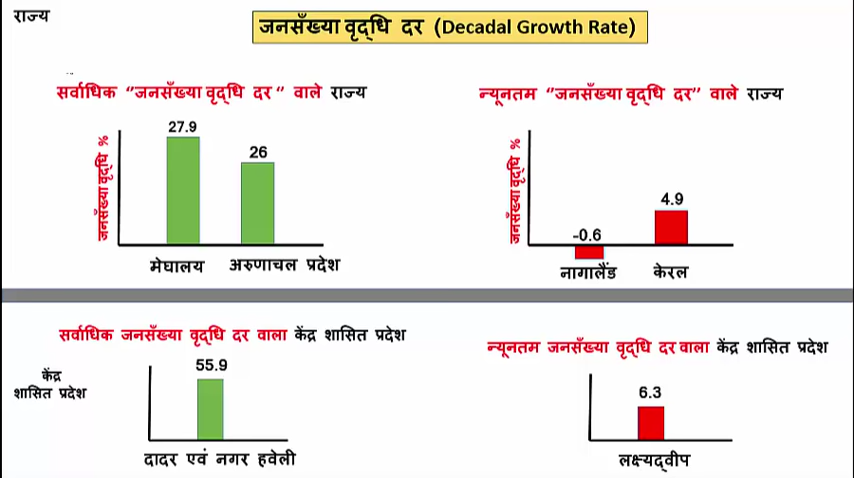 राज्य
जनसँख्या वृद्धि दर (Decadal Growth Rate)
सर्वाधिक “जनसँख्या वृद्धि दर “ वाले राज्य
जनसँख्या वृद्धि %
27.9
26
मेघालय
अरुणाचल प्रदेश
न्यूनतम “जनसँख्या वृद्धि दर” वाले राज्य
जनसँख्या वृद्धि %
-0.6
4.9
नागालैंड
केरल
सर्वाधिक जनसँख्या वृद्धि दर वाला केंद्र शासित प्रदेश
केंद्र
शासित प्रदेश
55.9
दादर एवं नगर हवेली
न्यूनतम जनसँख्या वृद्धि दर वाला केंद्र शासित प्रदेश
6.3
लक्ष्यद्वीप